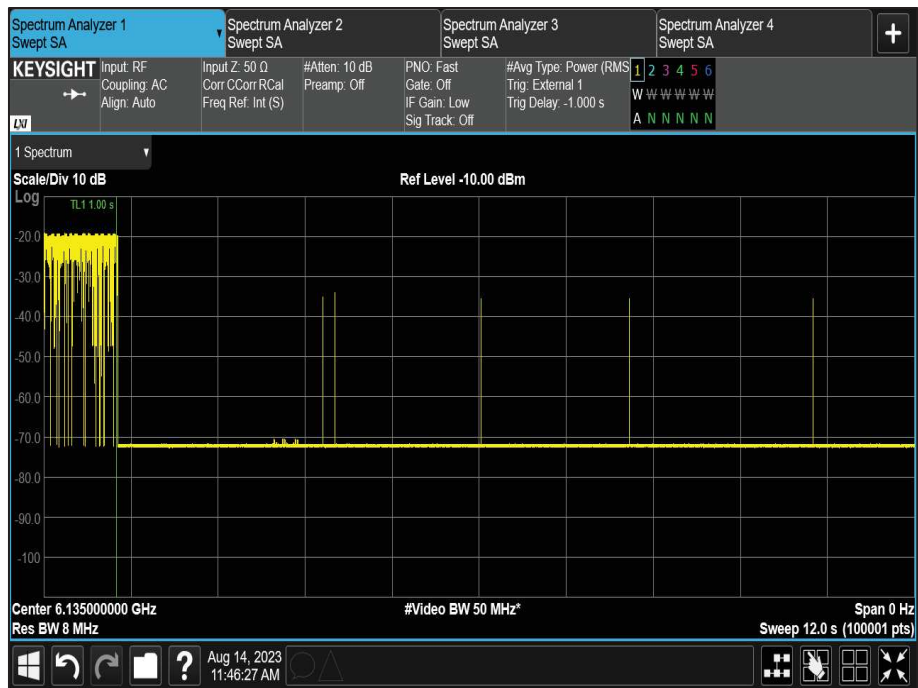 Spectrum Analyzer 1
Swept SA
Spectrum Analyzer 2
Swept SA
Spectrum Analyzer 3
Swept SA
Spectrum Analyzer 4
Swept SA
KEYSIGHT
LXI
Input: RF
Coupling: AC
Align: Auto
Input Z: 50 Ω
Corr CCorr RCal
Freq Ref: Int (S)
#Atten: 10 dB
Preamp: Off
PNO: Fast
Gate: Off
IF Gain: Low
Sig Track: Off
#Avg Type: Power (RMS
Trig: External 1
Trig Delay: -1.000 s
1 2 3 4 5 6
W W W W W W
A N N N N N
1 Spectrum
Scale/Div 10 dB
Ref Level -10.00 dBm
Log
TL1 1.00 s
-20.0
-30.0
-40.0
-50.0
-60.0
-70.0
-80.0
-90.0
-100
Center 6.135000000 GHz
#Video BW 50 MHz*
Span 0 Hz
Res BW 8 MHz
Sweep 12.0 s (100001 pts)
Aug 14, 2023
11:46:27 AM